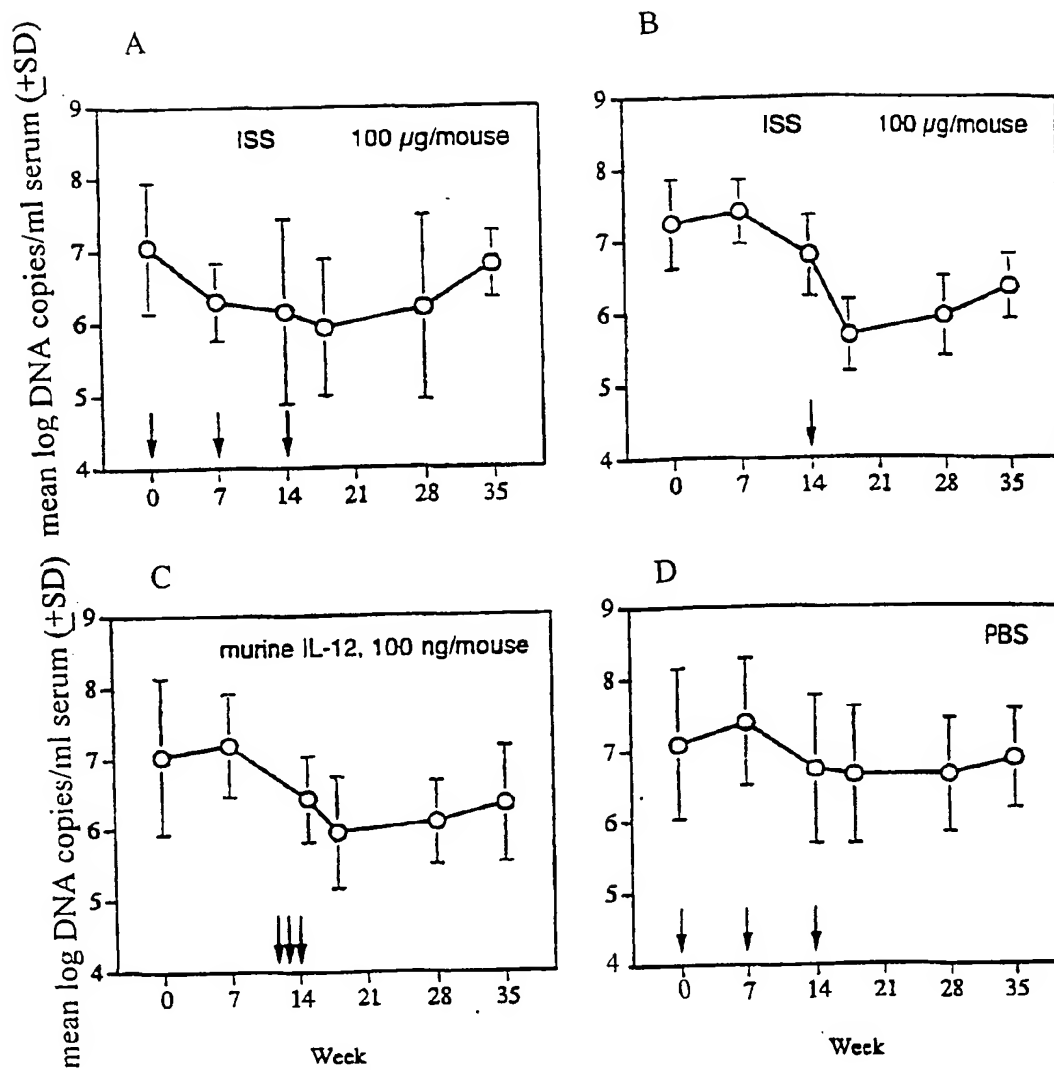 A
mean log DNA copies/ml serum (±SD)
9
8
7
6
5
4
ISS 100 µg/mouse
0 7 14 21 28 35
B
9
8
7
6
5
4
ISS 100 µg/mouse
0 7 14 21 28 35
C
mean log DNA copies/ml serum (±SD)
9
8
7
6
5
4
murine IL-12, 100 ng/mouse
0 7 14 21 28 35
Week
D
9
8
7
6
5
4
PBS
0 7 14 21 28 35
Week